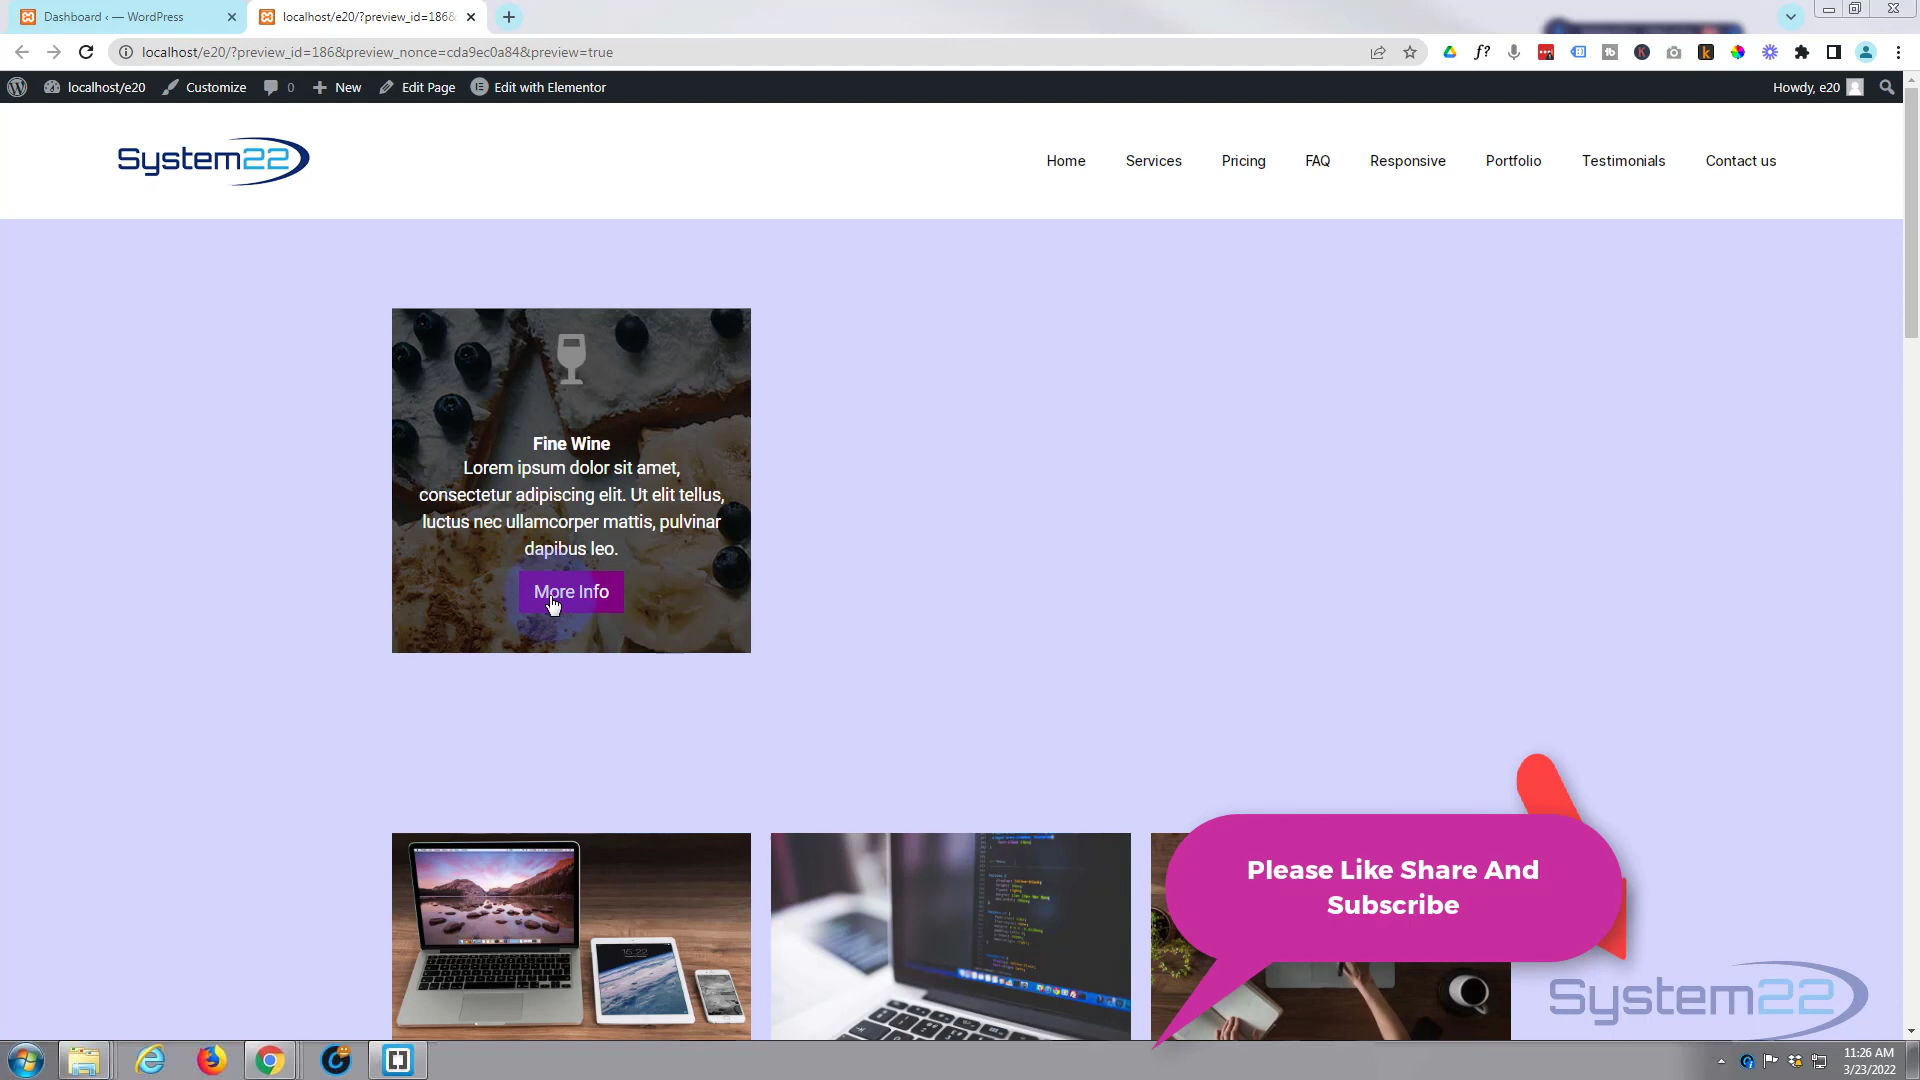 Dashboard ‹ — WordPress
localhost/e20/?preview_id=186&
localhost/e20/?preview_id=186&preview_nonce=cda9ec0a84&preview=true
localhost/e20
Customize
0
New
Edit Page
Edit with Elementor
Howdy, e20
System22
Home
Services
Pricing
FAQ
Responsive
Portfolio
Testimonials
Contact us
Fine Wine
Lorem ipsum dolor sit amet,
consectetur adipiscing elit. Ut elit tellus,
luctus nec ullamcorper mattis, pulvinar
dapibus leo.
More Info
Please Like Share And
Subscribe
System22
11:26 AM
3/23/2022